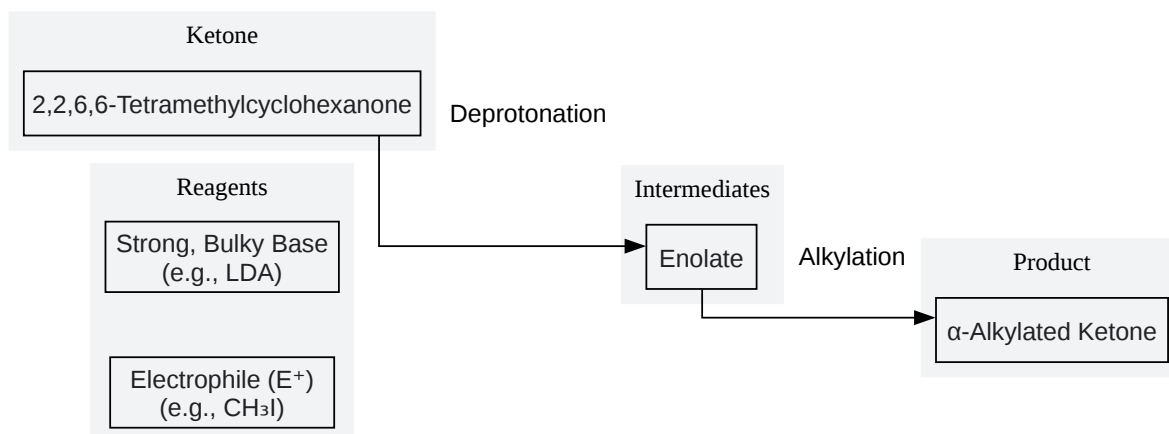 Ketone
2,2,6,6-Tetramethylcyclohexanone
Deprotonation
Reagents
Strong, Bulky Base
(e.g., LDA)
Electrophile (E⁺)
(e.g., CH₃I)
Intermediates
Enolate
Alkylation
Product
α-Alkylated Ketone